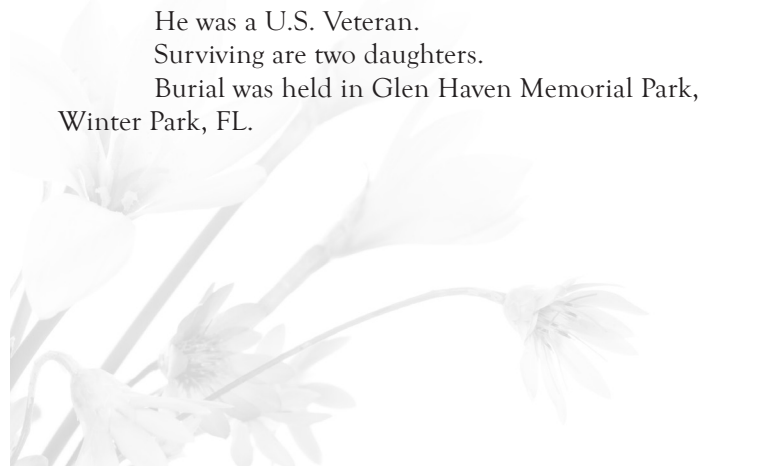 He was a U.S. Veteran.
Surviving are two daughters.
Burial was held in Glen Haven Memorial Park,
Winter Park, FL.